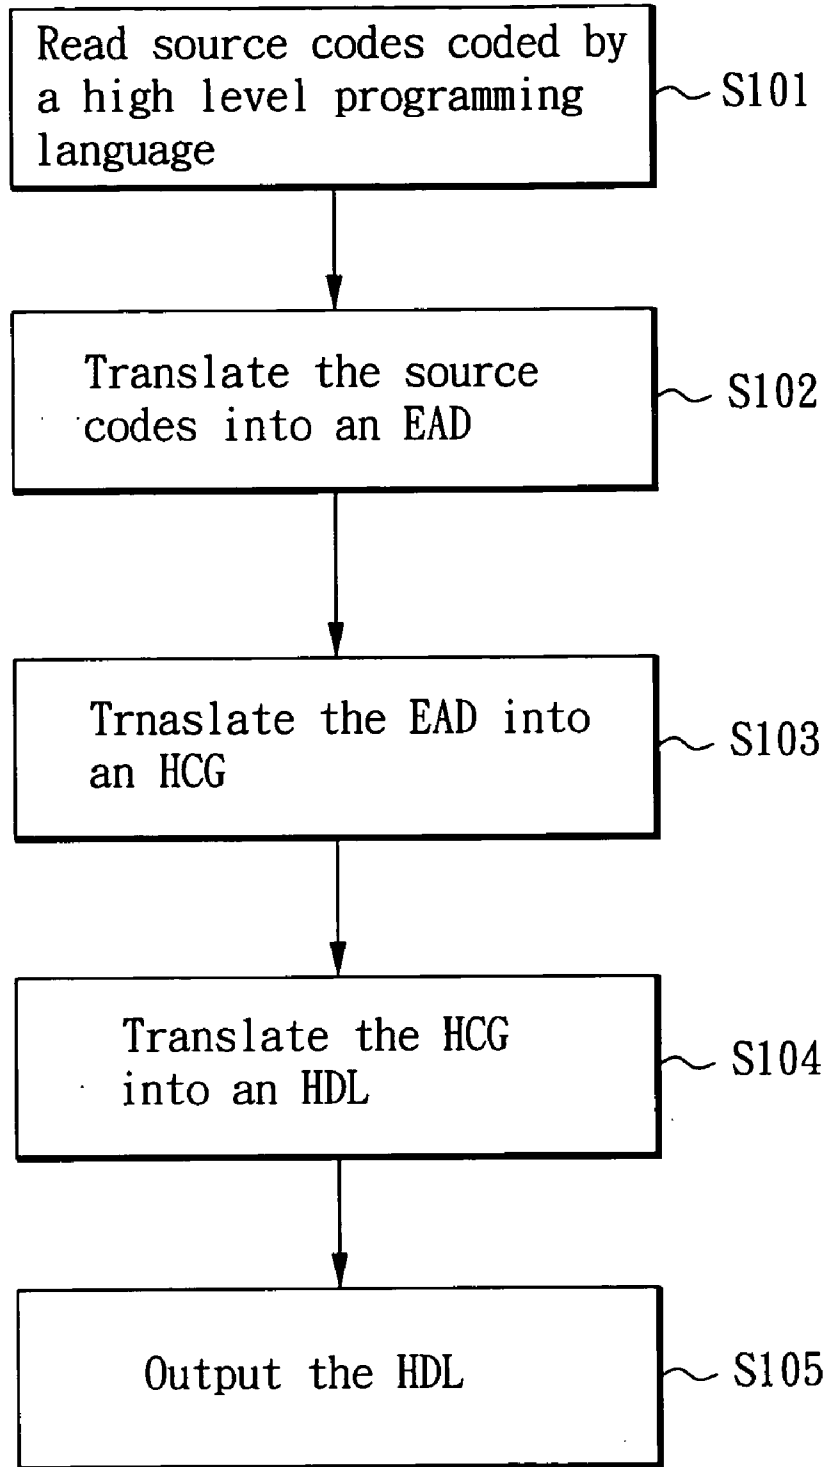 Read source codes coded by
a high level programming
language
S101
Translate the source
codes into an EAD
S102
Trnaslate the EAD into
an HCG
S103
Translate the HCG
into an HDL
S104
Output the HDL
S105